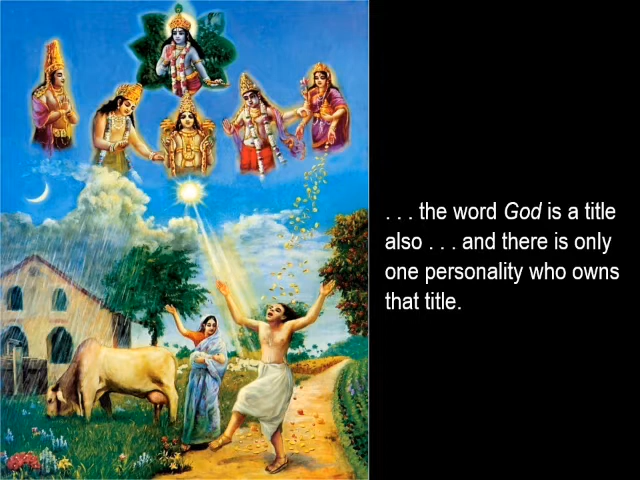 . . . the word God is a title
also . . . and there is only
one personality who owns
that title.